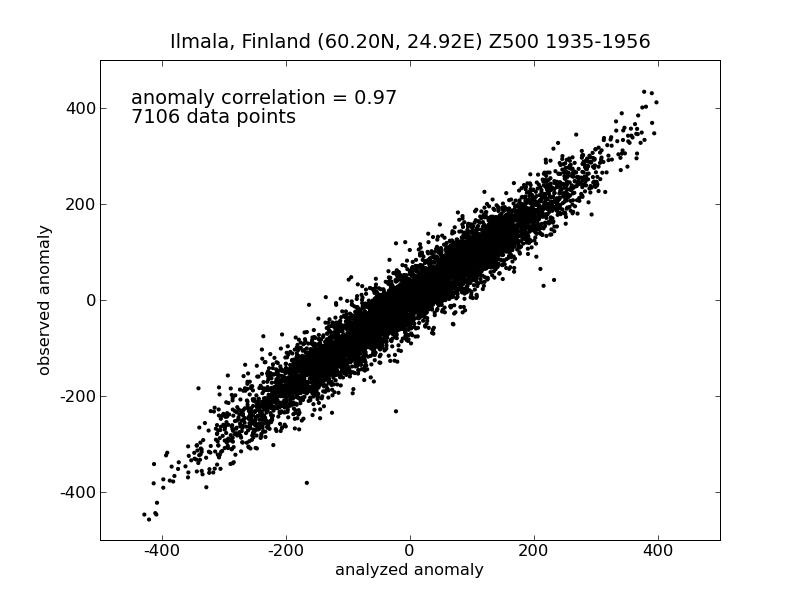 Ilmala, Finland (60.20N, 24.92E) Z500 1935-1956
anomaly correlation = 0.97
7106 data points
400
200
0
-200
-400
observed anomaly
-400 -200 0 200 400
analyzed anomaly